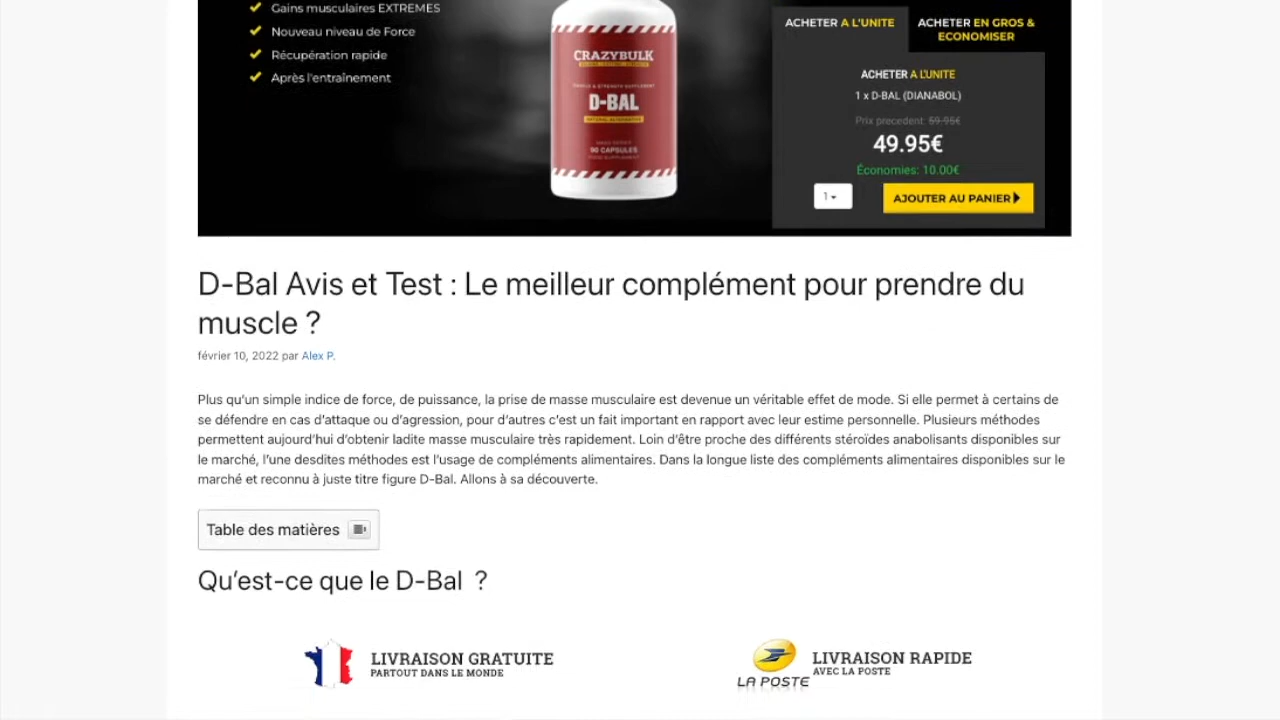 Gains musculaires EXTREMES
Nouveau niveau de Force
Récupération rapide
Après l'entraînement
CRAZYBULK
D-BAL
90 CAPSULES
ACHETER A L'UNITE
ACHETER EN GROS &
ECONOMISER
ACHETER A L'UNITE
1 x D-BAL (DIANABOL)
Prix precedent: 59.95€
49.95€
Économies: 10.00€
1
AJOUTER AU PANIER
D-Bal Avis et Test : Le meilleur complément pour prendre du
muscle ?
février 10, 2022 par Alex P.
Plus qu'un simple indice de force, de puissance, la prise de masse musculaire est devenue un véritable effet de mode. Si elle permet à certains de
se défendre en cas d'attaque ou d'agression, pour d'autres c'est un fait important en rapport avec leur estime personnelle. Plusieurs méthodes
permettent aujourd'hui d'obtenir ladite masse musculaire très rapidement. Loin d'être proche des différents stéroïdes anabolisants disponibles sur
le marché, l'une desdites méthodes est l'usage de compléments alimentaires. Dans la longue liste des compléments alimentaires disponibles sur le
marché et reconnu à juste titre figure D-Bal. Allons à sa découverte.
Table des matières
Qu'est-ce que le D-Bal ?
LIVRAISON GRATUITE
PARTOUT DANS LE MONDE
LA POSTE
LIVRAISON RAPIDE
AVEC LA POSTE